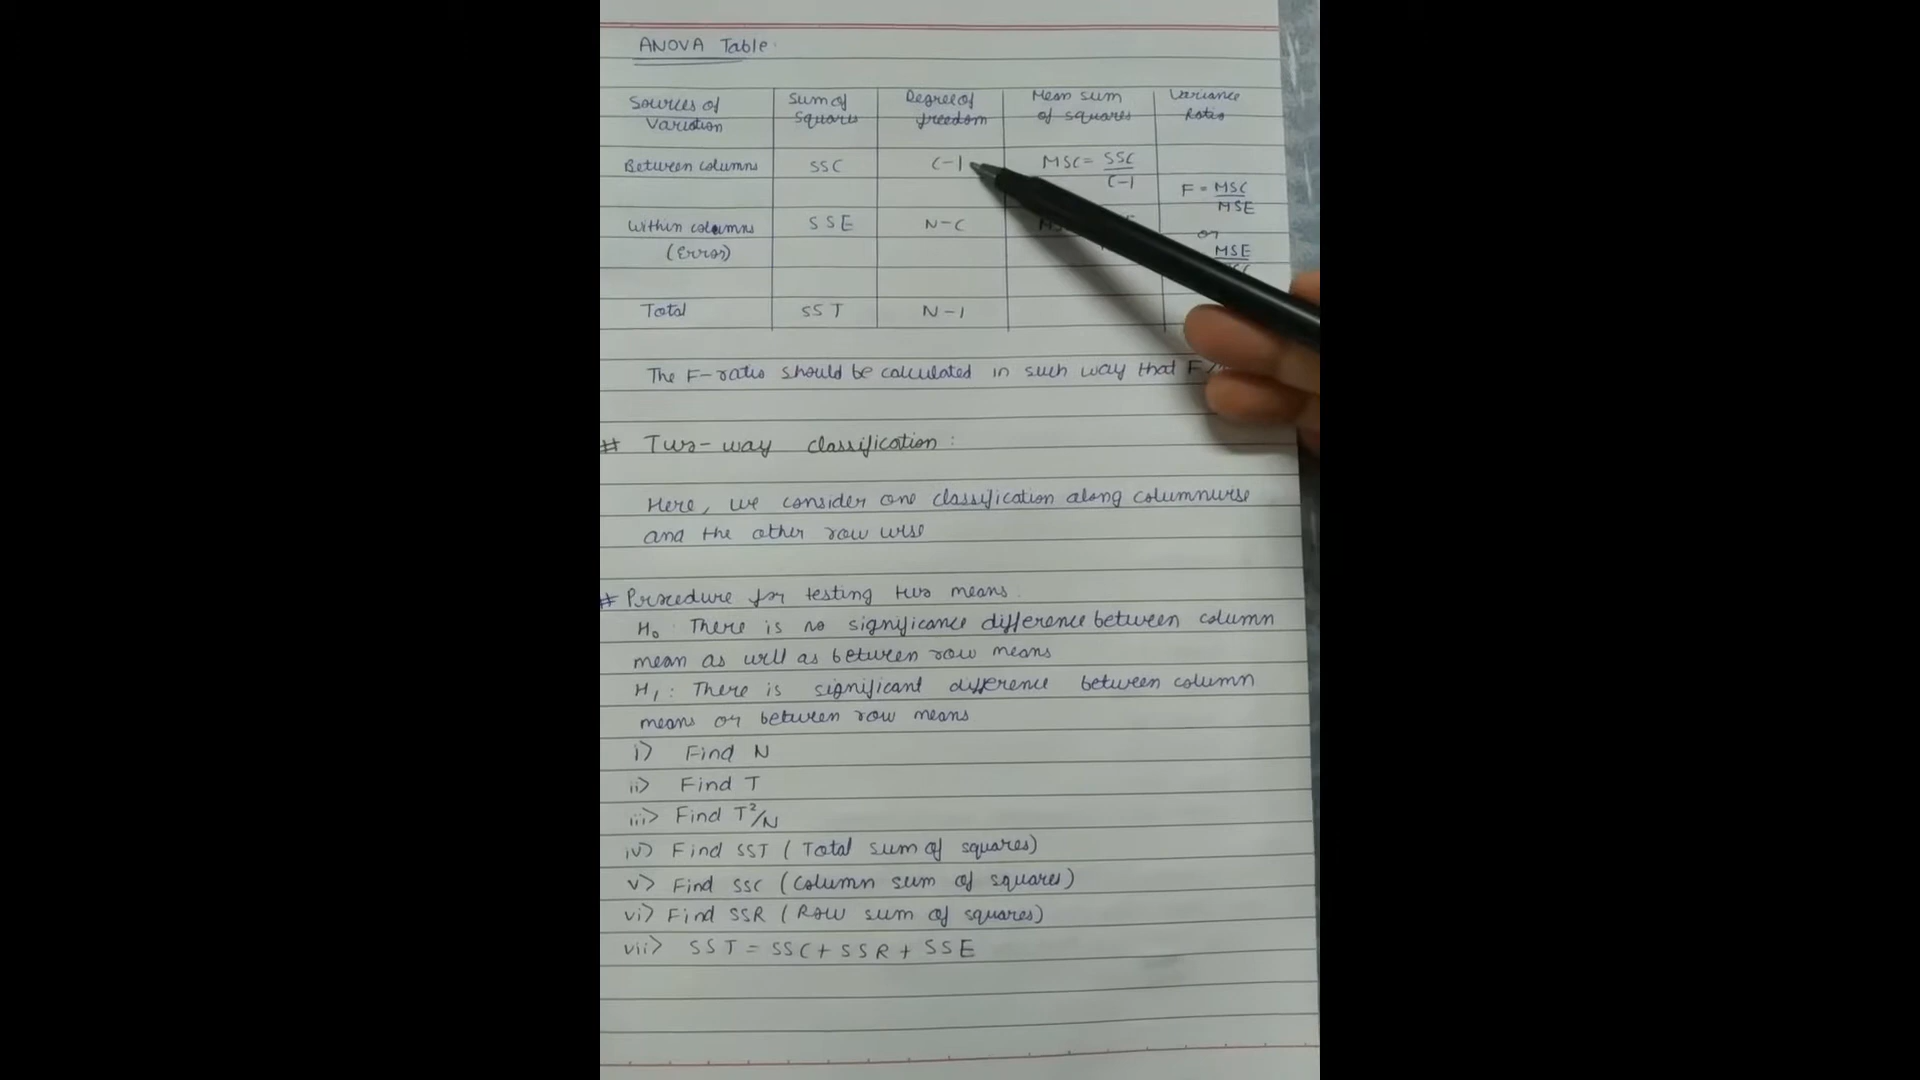 ANOVA Table
Sources of Variation | Sum of Squares | Degree of freedom | Mean sum of squares | Variance Ratio
Between columns | SSC | C-1 | MSC = SSC/C-1 | F = MSC/MSE
Within columns (Error) | SSE | N-C | or MSE
Total | SST | N-1
The F-ratio should be calculated in such way that F
# Two-way classification:
Here, we consider one classification along columnwise
and the other row wise
# Procedure for testing two means.
H₀: There is no significance difference between column
mean as well as between row means
H₁: There is significant difference between column
means or between row means
i) Find N
ii) Find T
iii) Find T²/N
iv) Find SST (Total sum of squares)
v) Find SSC (Column sum of squares)
vi) Find SSR (Row sum of squares)
vii) SST = SSC + SSR + SSE